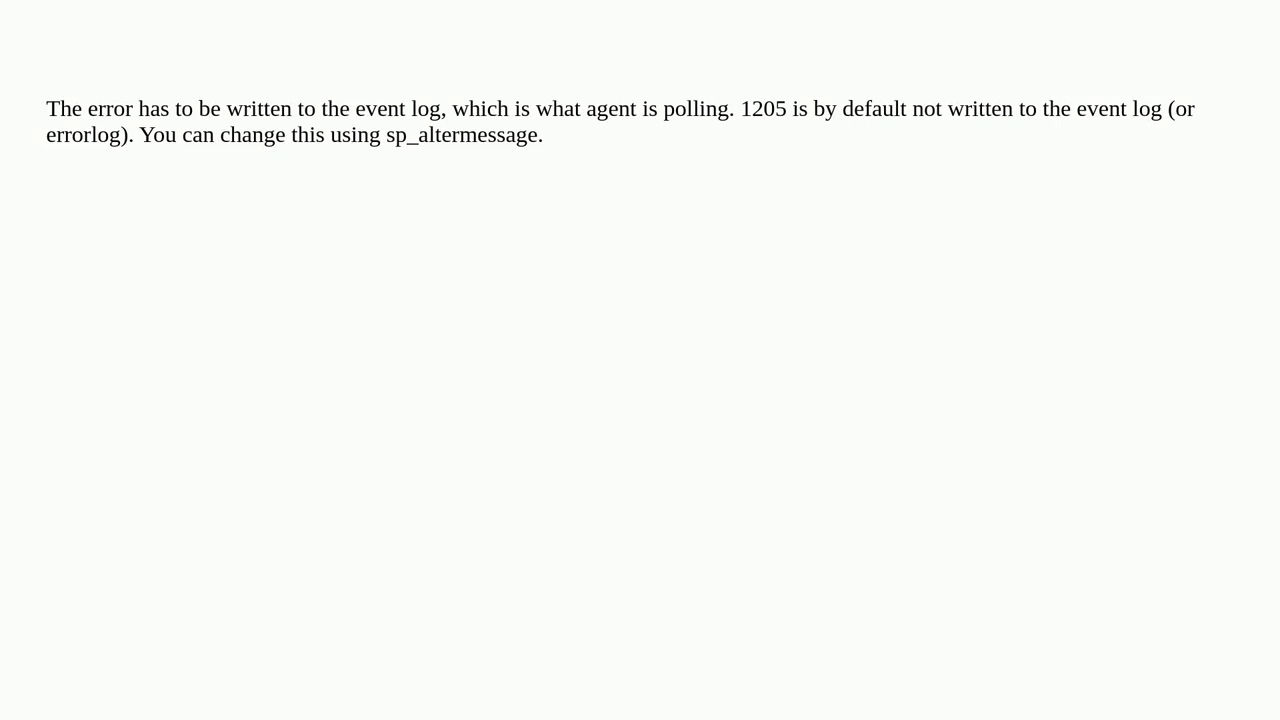 The error has to be written to the event log, which is what agent is polling. 1205 is by default not written to the event log (or
errorlog). You can change this using sp_altermessage.